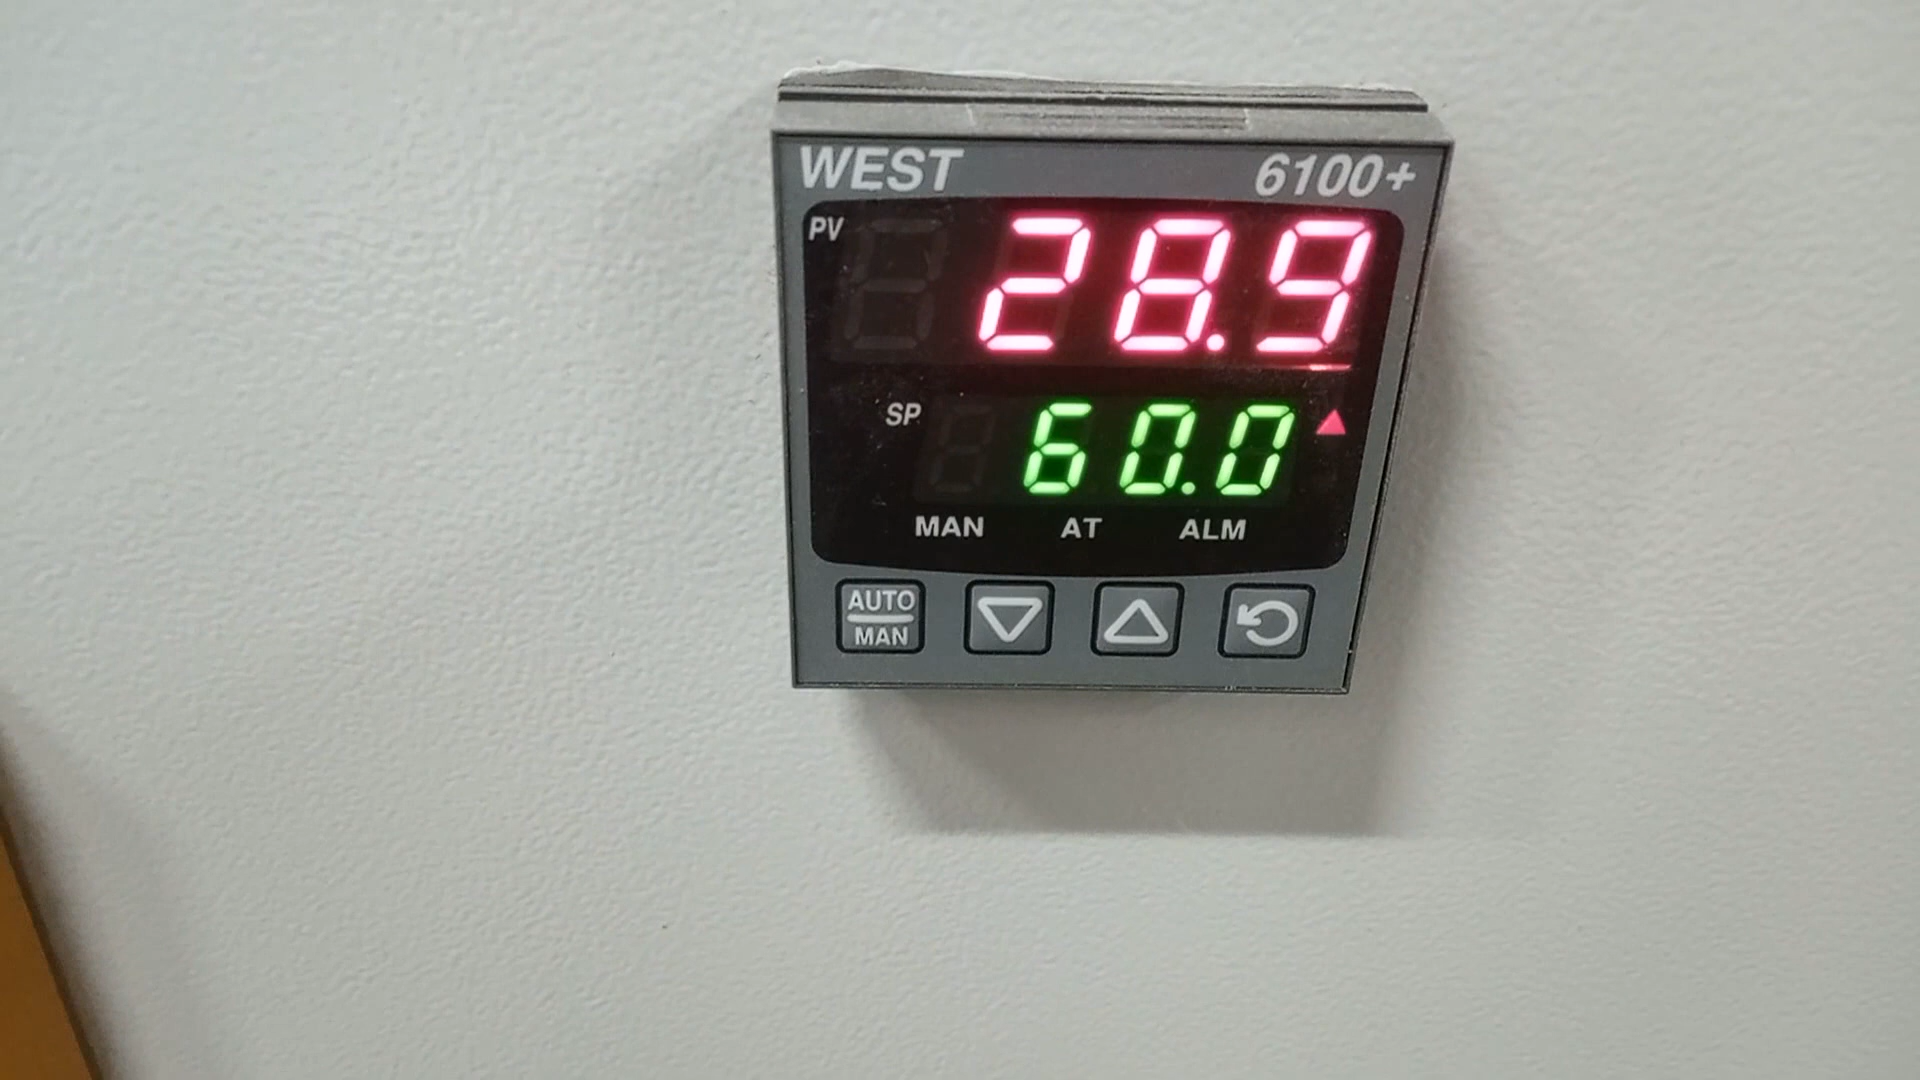 WEST 6100+
PV 28.9
SP 60.0
MAN AT ALM
AUTO
MAN